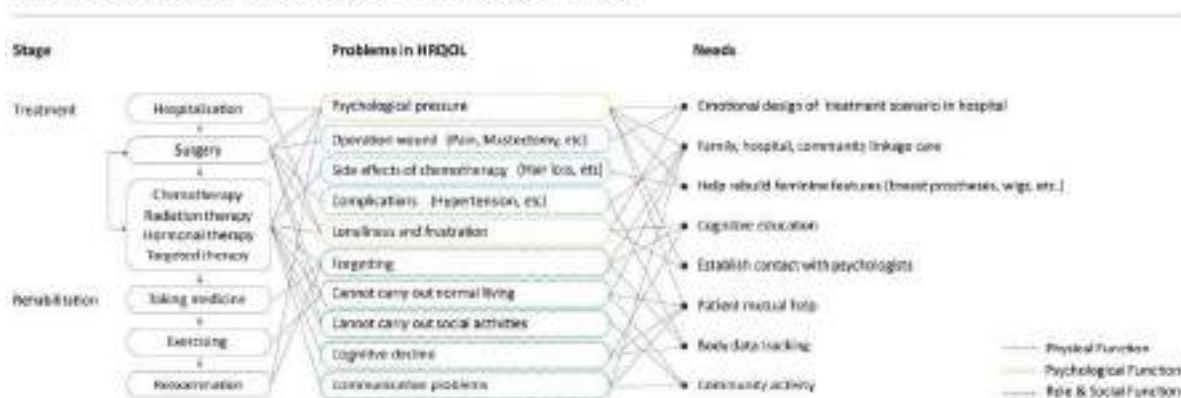 Stage
Problems in HRQOL
Needs
Treatment
Hospitalisation
Surgery
Chemotherapy
Radiation therapy
Hormonal therapy
Targeted therapy
Rehabilitation
Taking medicine
Exercising
Reexamination
Psychological pressure
Operation wound (Pain, Mastectomy, etc)
Side effects of chemotherapy (Hair loss, etc)
Complications (Hypertension, etc)
Loneliness and frustration
Forgetting
Cannot carry out normal living
Cannot carry out social activities
Cognitive decline
Communication problems
Emotional design of treatment scenario in hospital
Family, hospital, community linkage care
Help rebuild feminine features (breast prostheses, wigs, etc.)
Cognitive education
Establish contact with psychologists
Patient mutual help
Body data tracking
Community activity
Physical Function
Psychological Function
Role & Social Function